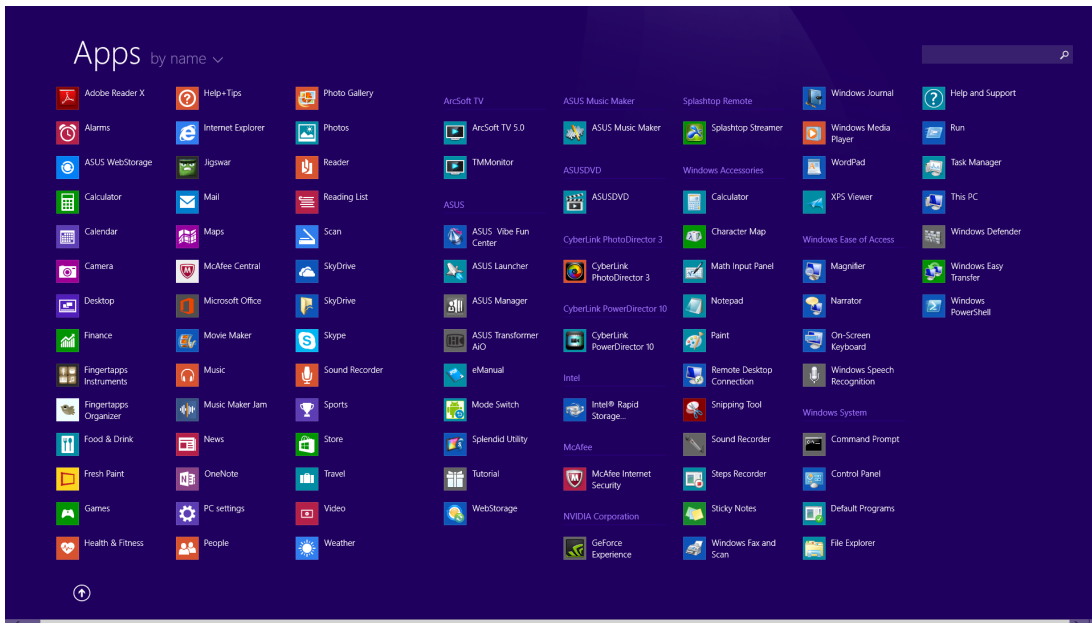 Apps by name
Adobe Reader X
Alarms
ASUS WebStorage
Calculator
Calendar
Camera
Desktop
Finance
Fingertapps
Instruments
Fingertapps
Organizer
Food & Drink
Fresh Paint
Games
Health & Fitness
Help+Tips
Internet Explorer
Jigswar
Mail
Maps
McAfee Central
Microsoft Office
Movie Maker
Music
Music Maker Jam
News
OneNote
PC settings
People
Photo Gallery
Photos
Reader
Reading List
Scan
SkyDrive
SkyDrive
Skype
Sound Recorder
Sports
Store
Travel
Video
Weather
ArcSoft TV
ArcSoft TV 5.0
TMMonitor
ASUS
ASUS Vibe Fun
Center
ASUS Launcher
ASUS Manager
ASUS Transformer
AiO
eManual
Mode Switch
Splendid Utility
Tutorial
WebStorage
ASUS Music Maker
ASUS Music Maker
ASUSDVD
ASUSDVD
CyberLink PhotoDirector 3
CyberLink
PhotoDirector 3
CyberLink PowerDirector 10
CyberLink
PowerDirector 10
Intel
Intel® Rapid
Storage...
McAfee
McAfee Internet
Security
NVIDIA Corporation
GeForce
Experience
Splashtop Remote
Splashtop Streamer
Windows Accessories
Calculator
Character Map
Math Input Panel
Notepad
Paint
Remote Desktop
Connection
Snipping Tool
Sound Recorder
Steps Recorder
Sticky Notes
Windows Fax and
Scan
Windows Journal
Windows Media
Player
WordPad
XPS Viewer
Windows Ease of Access
Magnifier
Narrator
On-Screen
Keyboard
Windows Speech
Recognition
Windows System
Command Prompt
Control Panel
Default Programs
File Explorer
Help and Support
Run
Task Manager
This PC
Windows Defender
Windows Easy
Transfer
Windows
PowerShell